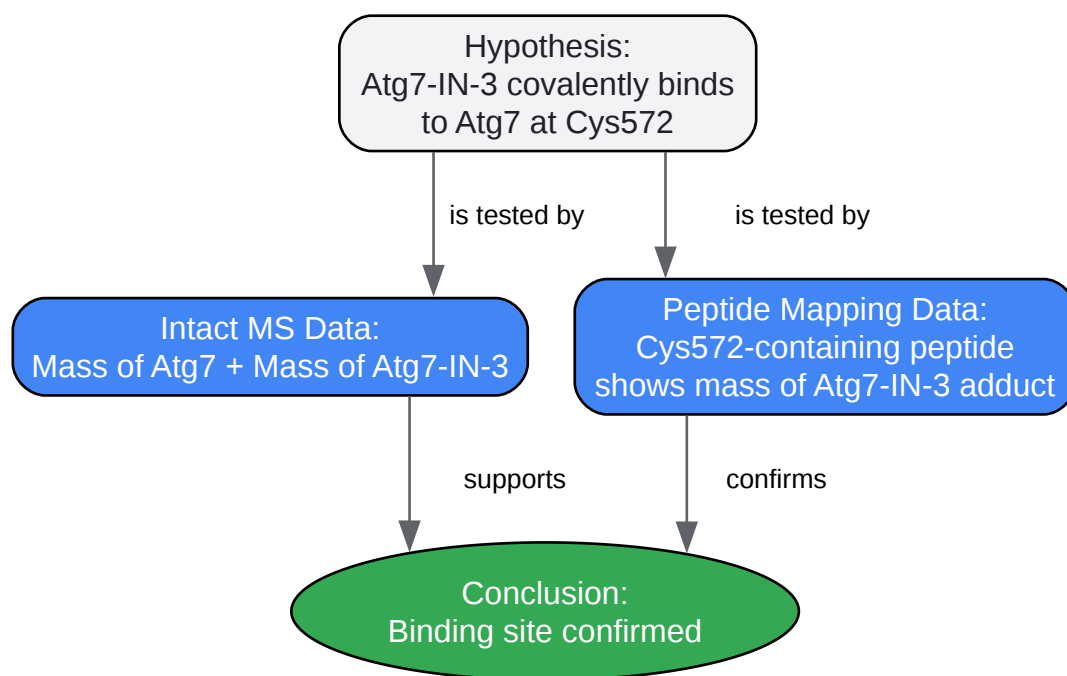 Hypothesis:
Atg7-IN-3 covalently binds
to Atg7 at Cys572
is tested by
is tested by
Intact MS Data:
Mass of Atg7 + Mass of Atg7-IN-3
Peptide Mapping Data:
Cys572-containing peptide
shows mass of Atg7-IN-3 adduct
supports
confirms
Conclusion:
Binding site confirmed